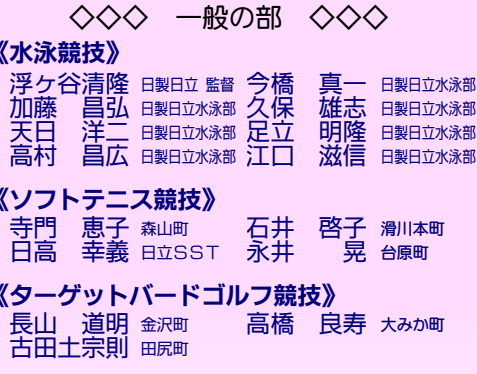 ◇◇◇ 一般の部 ◇◇◇
《水泳競技》
浮ヶ谷清隆 日製日立 監督 今橋 真一 日製日立水泳部
加藤 昌弘 日製日立水泳部 久保 雄志 日製日立水泳部
天日 洋二 日製日立水泳部 足立 明隆 日製日立水泳部
高村 昌広 日製日立水泳部 江口 滋信 日製日立水泳部
《ソフトテニス競技》
寺門 恵子 森山町 石井 啓子 滑川本町
日高 幸義 日立SST 永井 晃 台原町
《ターゲットバードゴルフ競技》
長山 道明 金沢町 高橋 良寿 大みか町
古田土宗則 田尻町